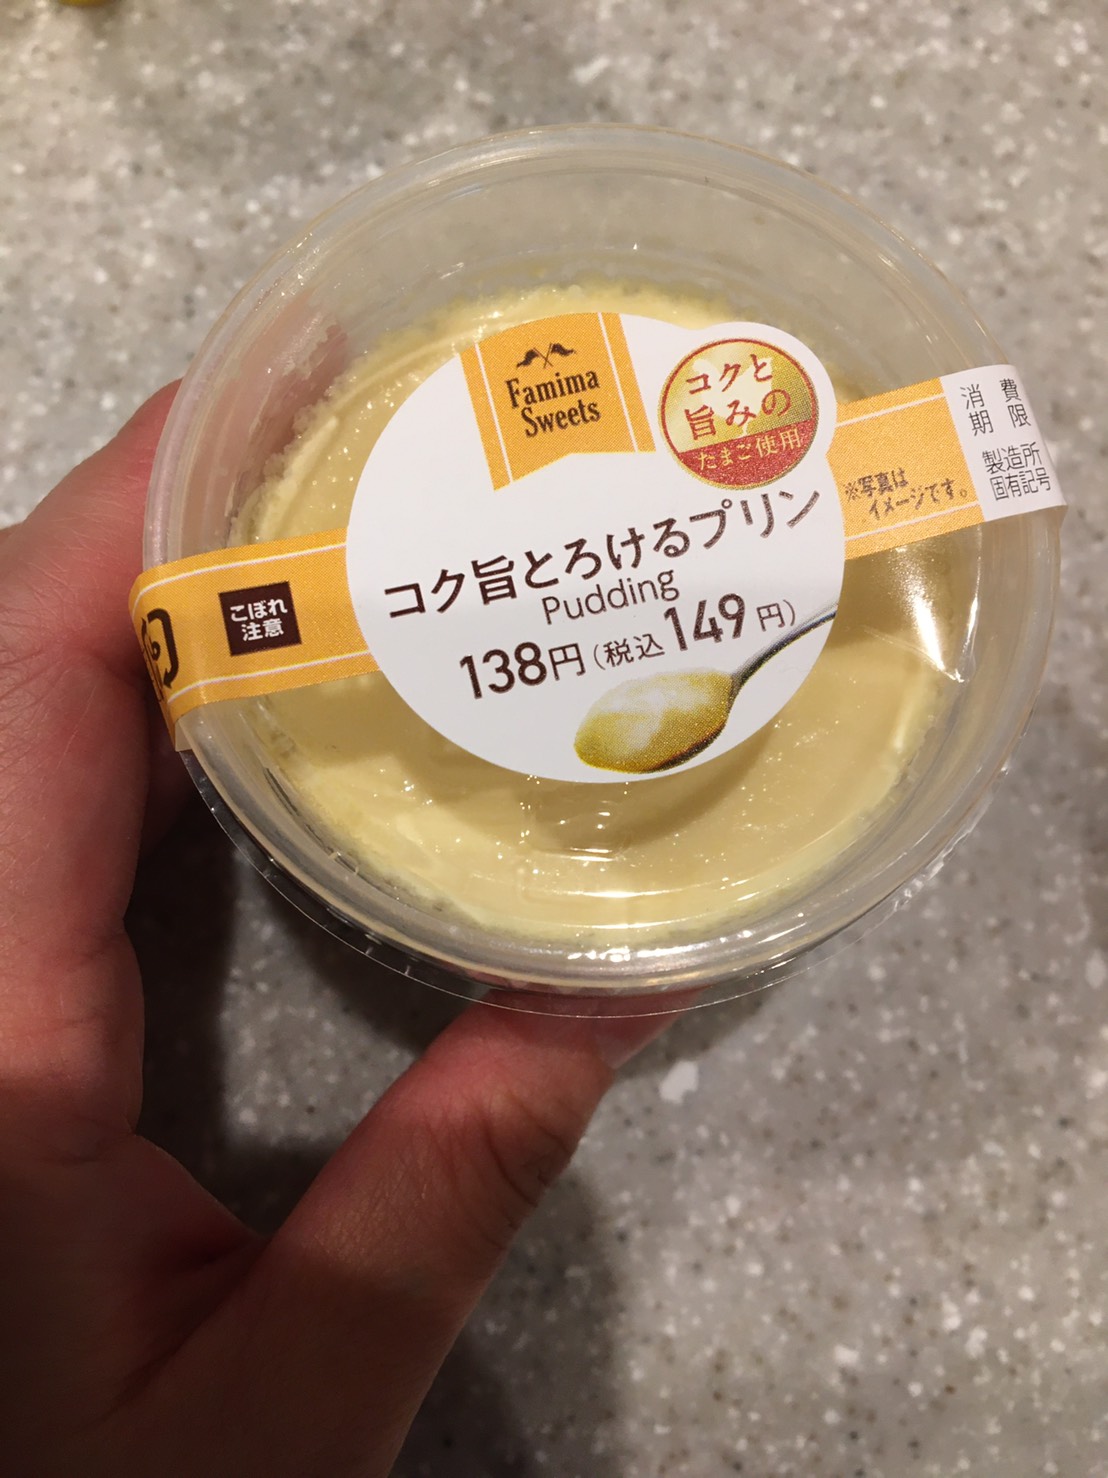 Famima
Sweets
コクと
旨みの
たまご使用
消費
期限
製造所
固有記号
※写真は
イメージです。
コク旨とろけるプリン
Pudding
138円(税込149円)
こぼれ
注意